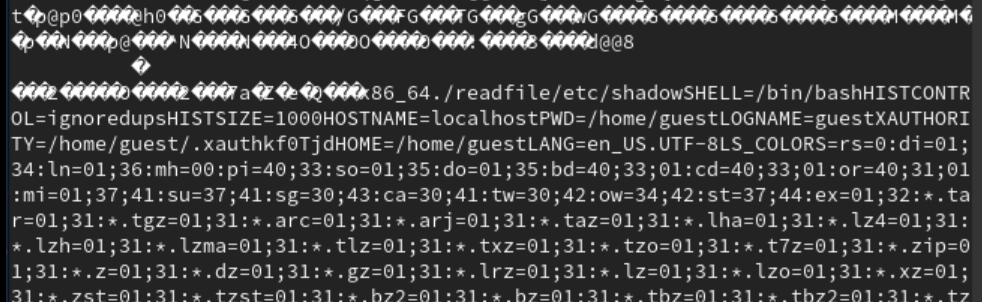 t�p@p0����@h0��S��S��S���/G���FG���TG���gG���wG����S����S����S����S����M����M�
�p��N���p@���^N����N���4O���0O����O���!����8����d@@8
�
���2�����0����2���7a�Z�e�Q���x86_64./readfile/etc/shadowSHELL=/bin/bashHISTCONTR
OL=ignoredupsHISTSIZE=1000HOSTNAME=localhostPWD=/home/guestLOGNAME=guestXAUTHORI
TY=/home/guest/.xauthkf0TjdHOME=/home/guestLANG=en_US.UTF-8LS_COLORS=rs=0:di=01;
34:ln=01;36:mh=00:pi=40;33:so=01;35:do=01;35:bd=40;33;01:cd=40;33;01:or=40;31;01
:mi=01;37;41:su=37;41:sg=30;43:ca=30;41:tw=30;42:ow=34;42:st=37;44:ex=01;32:*.ta
r=01;31:*.tgz=01;31:*.arc=01;31:*.arj=01;31:*.taz=01;31:*.lha=01;31:*.lz4=01;31:
*.lzh=01;31:*.lzma=01;31:*.tlz=01;31:*.txz=01;31:*.tzo=01;31:*.t7z=01;31:*.zip=0
1;31:*.z=01;31:*.dz=01;31:*.gz=01;31:*.lrz=01;31:*.lz=01;31:*.lzo=01;31:*.xz=01;
31:*.zst=01;31:*.tzst=01;31:*.bz2=01;31:*.bz=01;31:*.tbz=01;31:*.tbz2=01;31:*.tz